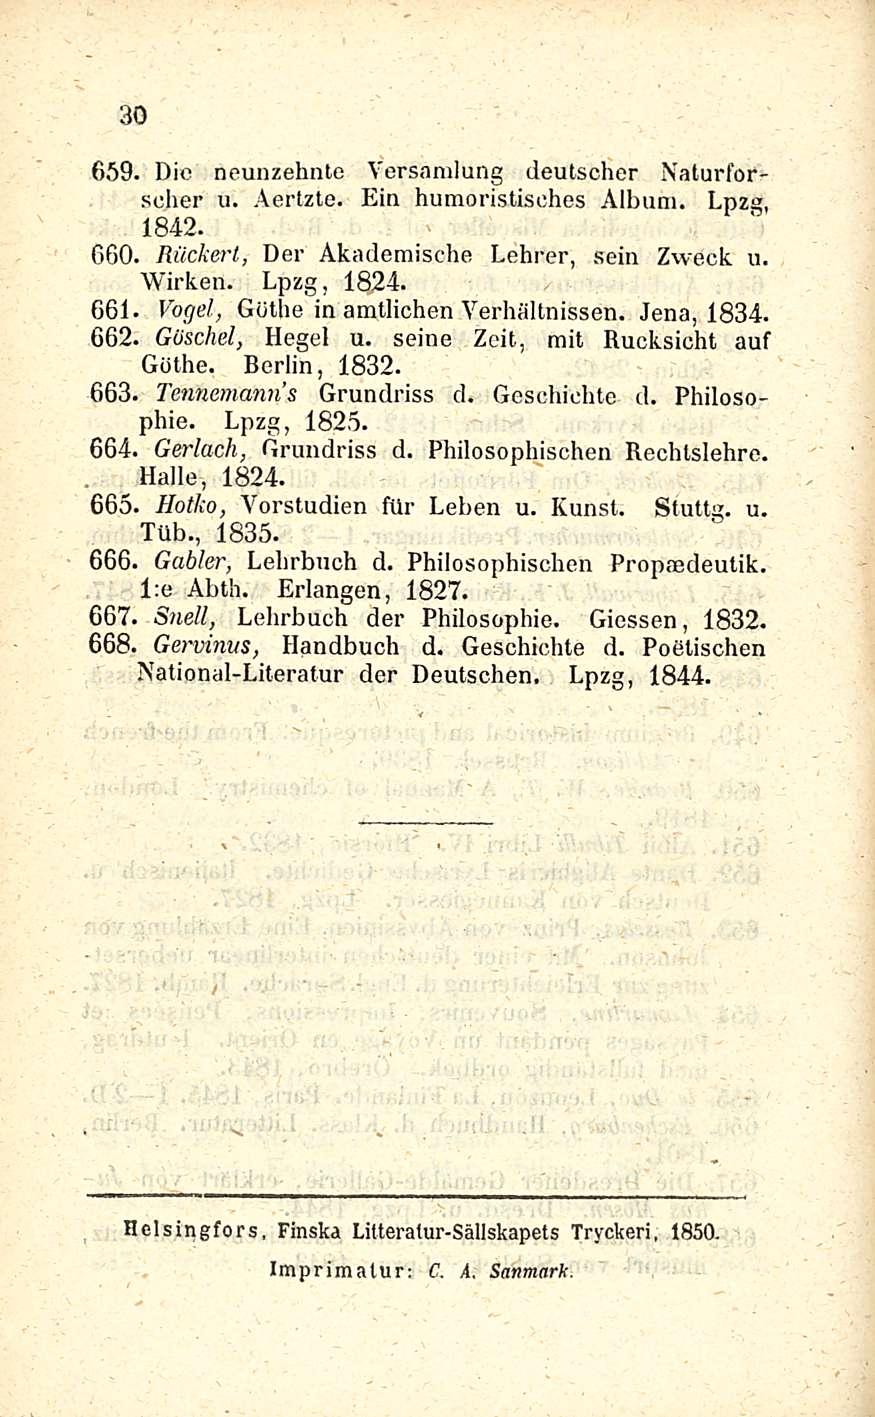 30
659. Die neunzehnte Versamlung deutscher Naturfor-
scher u. Aertzte. Ein humoristisches Album. Lpzg,
1842.
660. Rückert, Der Akademische Lehrer, sein Zweck u.
Wirken. Lpzg, 1824.
661. Vogel, Göthe in amtlichen Verhältnissen. Jena, 1834.
662. Göschel, Hegel u. seine Zeit, mit Rucksicht auf
Göthe. Berlin, 1832.
663. Tennemann's Grundriss d. Geschichte d. Philoso-
phie. Lpzg, 1825.
664. Gerlach, Grundriss d. Philosophischen Rechtslehre.
Halle, 1824.
665. Hotho, Vorstudien für Leben u. Kunst. Stuttg. u.
Tüb., 1835.
666. Gabler, Lehrbuch d. Philosophischen Propædeutik.
1:e Abth. Erlangen, 1827.
667. Snell, Lehrbuch der Philosophie. Giessen, 1832.
668. Gervinus, Handbuch d. Geschichte d. Poëtischen
National-Literatur der Deutschen. Lpzg, 1844.
Helsingfors, Finska Litteratur-Sällskapets Tryckeri, 1850.
Imprimatur: C. A. Sanmark.